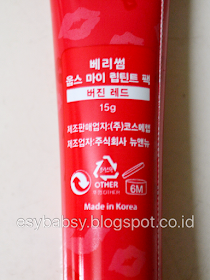 베리썸
웁스 마이 립틴트 팩
버진 레드
15g
제조판매업자:(주)코스메랩
제조업자:주식회사 뉴앤뉴
OTHER
6M
Made in Korea
esybabsy.blogspot.co.id